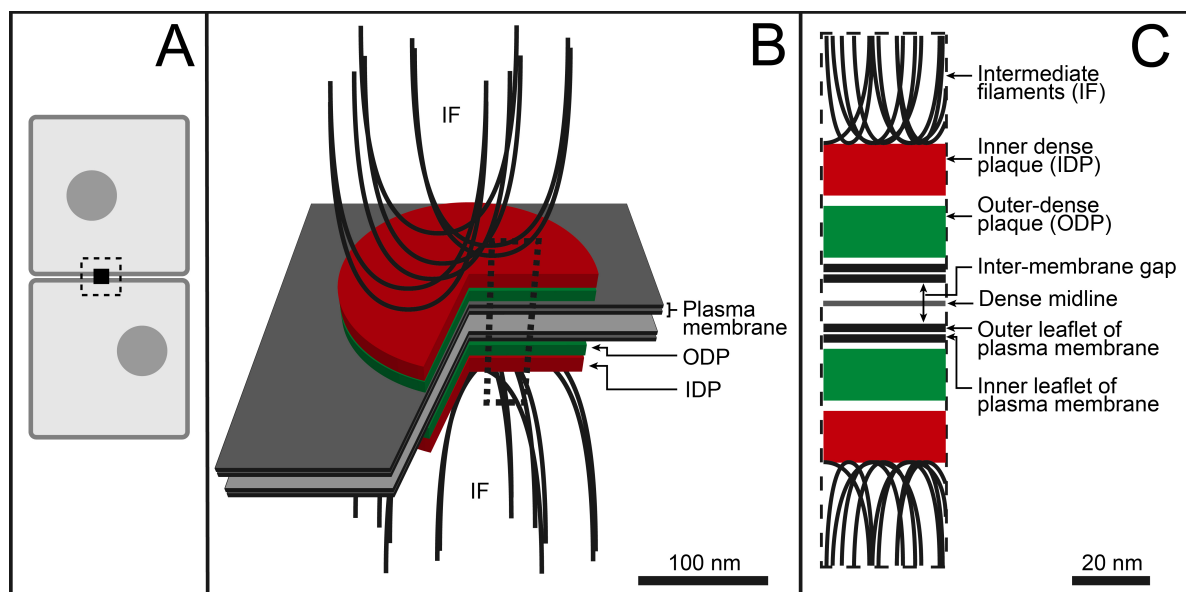 A
B
IF
Plasma
membrane
ODP
IDP
IF
100 nm
C
Intermediate
filaments (IF)
Inner dense
plaque (IDP)
Outer-dense
plaque (ODP)
Inter-membrane gap
Dense midline
Outer leaflet of
plasma membrane
Inner leaflet of
plasma membrane
20 nm